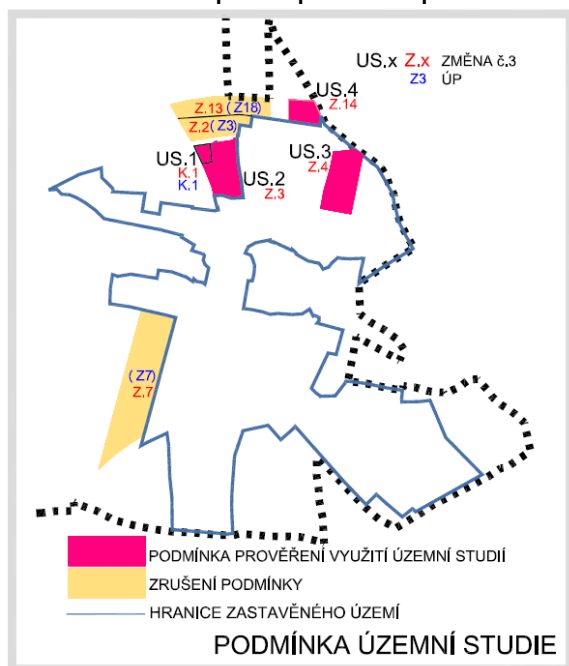 US.x Z.x ZMĚNA č.3
Z3 ÚP
US.4
Z.14
Z.13 (Z18)
Z.2 (Z3)
US.1
K.1
K.1
US.2
Z.3
US.3
Z.4
(Z7)
Z.7
PODMÍNKA PROVĚŘENÍ VYUŽITÍ ÚZEMNÍ STUDIÍ
ZRUŠENÍ PODMÍNKY
HRANICE ZASTAVĚNÉHO ÚZEMÍ
PODMÍNKA ÚZEMNÍ STUDIE